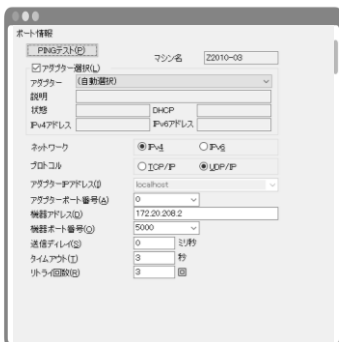 ポート情報
PINGテスト(P)
マシン名 Z2010-03
アダプター選択(L)
アダプター (自動選択)
説明
状態 DHCP
IPv4アドレス IPv6アドレス
ネットワーク IPv4 IPv6
プロトコル TCP/IP UDP/IP
アダプターIPアドレス(I) localhost
アダプターポート番号(A) 0
機器アドレス(D) 172.20.208.2
機器ポート番号(O) 5000
送信ディレイ(S) 0 ミリ秒
タイムアウト(T) 3 秒
リトライ回数(R) 3 回